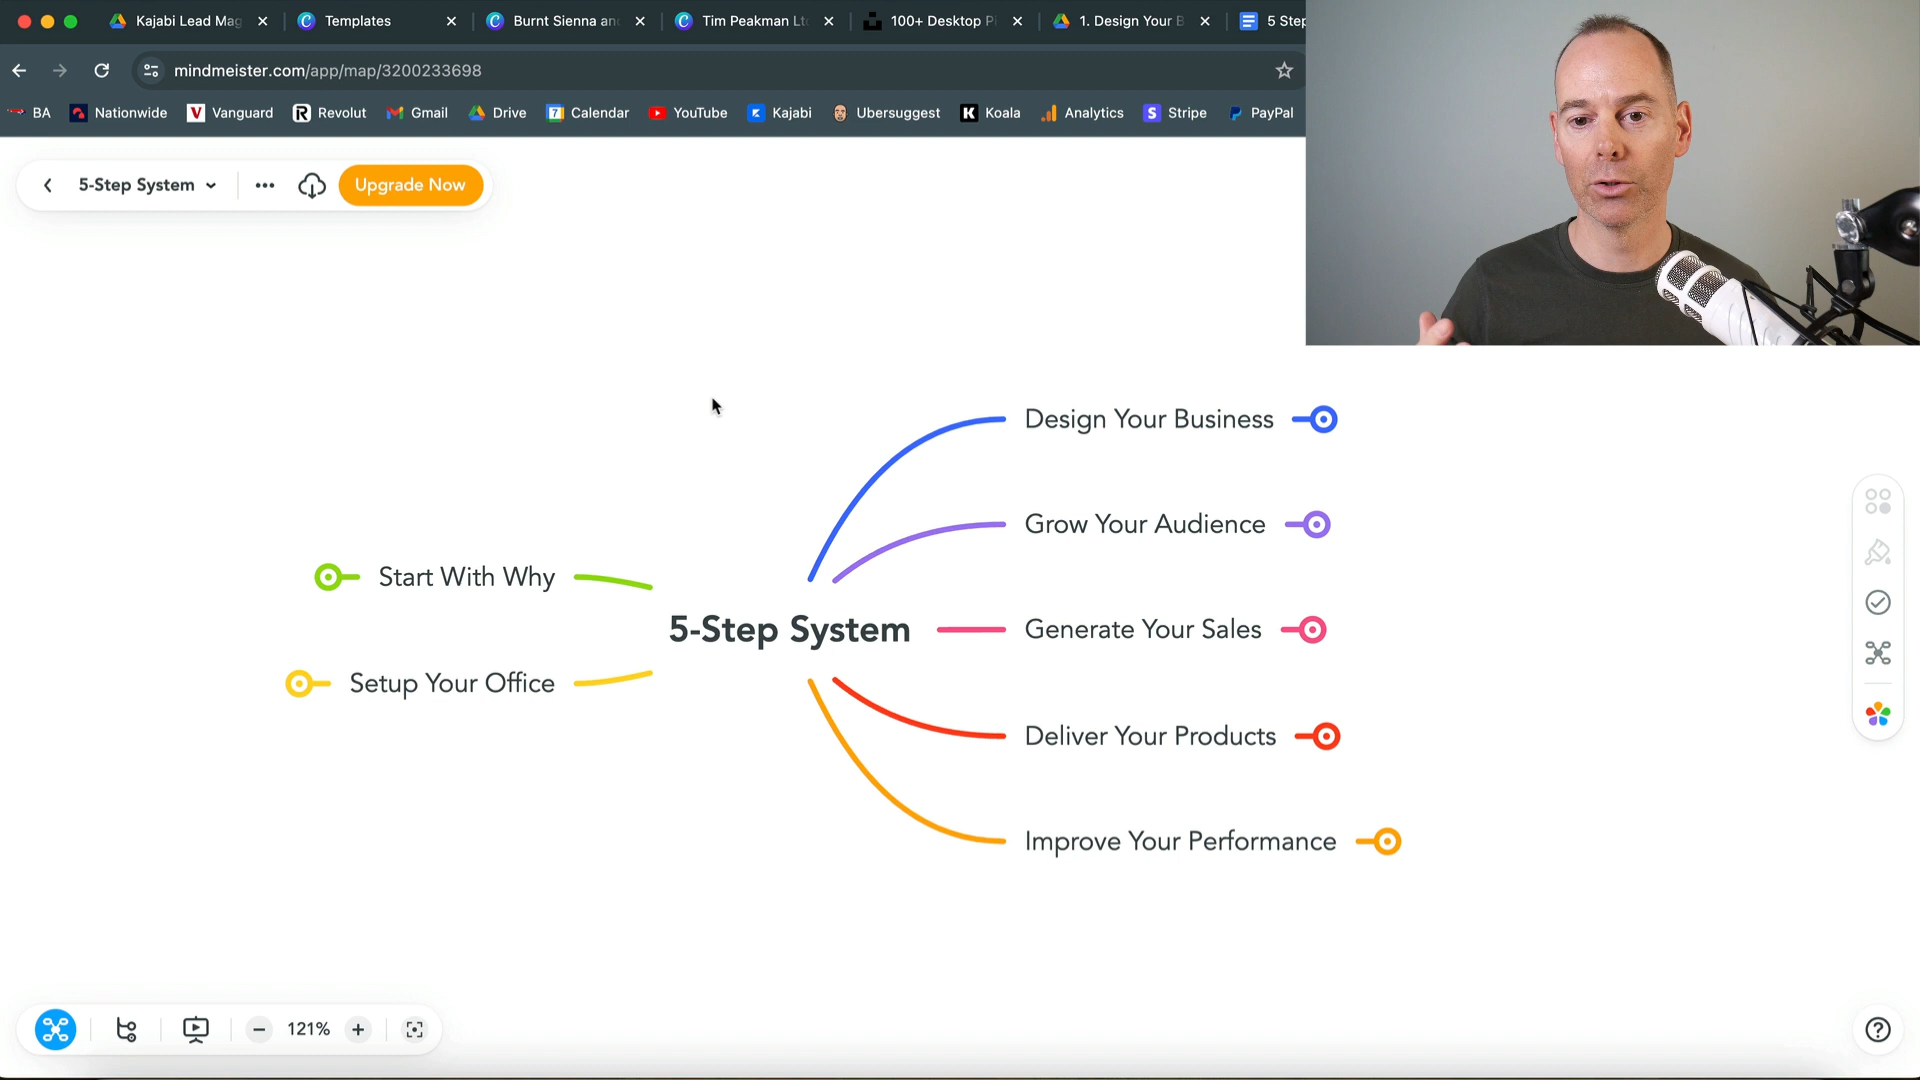 Kajabi Lead Mag
Templates
Burnt Sienna an
Tim Peakman Lt
100+ Desktop Pi
1. Design Your B
5 Step
mindmeister.com/app/map/3200233698
BA
Nationwide
Vanguard
Revolut
Gmail
Drive
7
Calendar
YouTube
Kajabi
Ubersuggest
Koala
Analytics
Stripe
PayPal
5-Step System
Upgrade Now
Design Your Business
Grow Your Audience
Start With Why
5-Step System
Generate Your Sales
Setup Your Office
Deliver Your Products
Improve Your Performance
121%